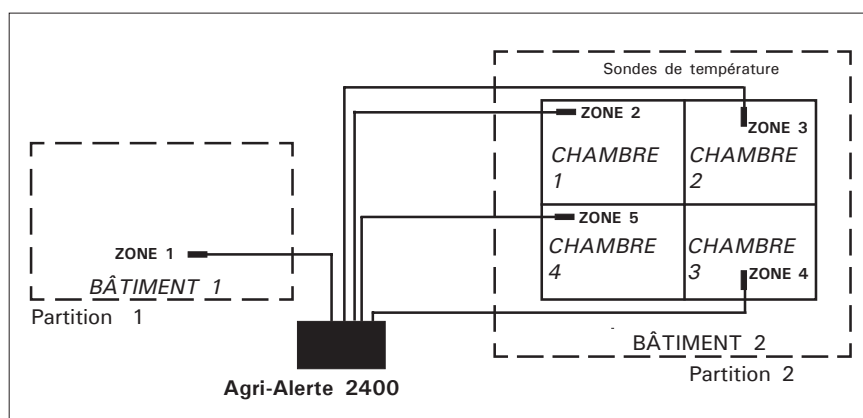 Sondes de température
ZONE 2
ZONE 3
CHAMBRE
1
CHAMBRE
2
ZONE 5
CHAMBRE
4
CHAMBRE
3
ZONE 4
ZONE 1
BÂTIMENT 1
Partition 1
BÂTIMENT 2
Partition 2
Agri-Alerte 2400